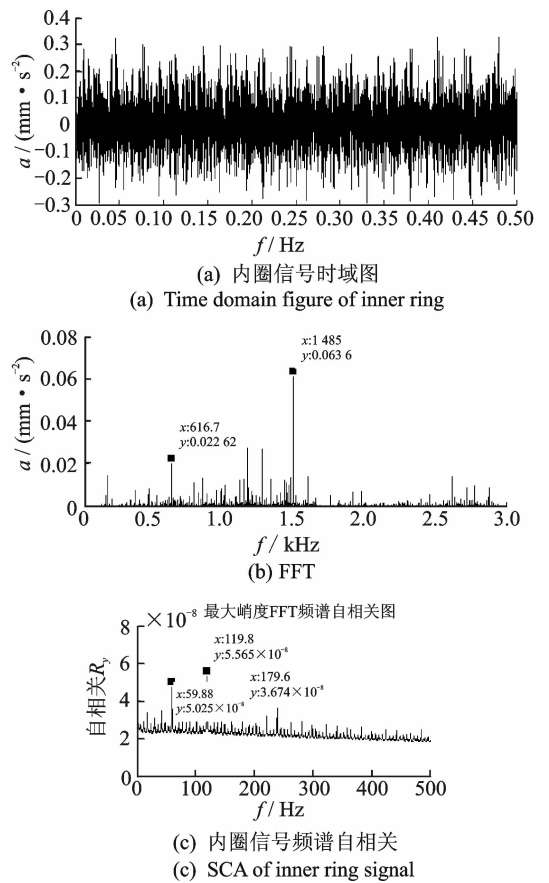 0.4
0.3
0.2
0.1
0
−0.1
−0.2
−0.3
a / (mm • s⁻²)
0 0.05 0.10 0.15 0.20 0.25 0.30 0.35 0.40 0.45 0.50
f / Hz
(a) 内圈信号时域图
(a) Time domain figure of inner ring
0.08
0.06
0.04
0.02
0
a / (mm • s⁻²)
x:1 485
y:0.063 6
x:616.7
y:0.022 62
0 0.5 1.0 1.5 2.0 2.5 3.0
f / kHz
(b) FFT
×10⁻⁸ 最大峭度FFT频谱自相关图
8
6
4
2
0
自相关Ry
x:119.8
y:5.565×10⁻⁸
x:179.6
y:3.674×10⁻⁸
x:59.88
y:5.025×10⁻⁸
0 100 200 300 400 500
f / Hz
(c) 内圈信号频谱自相关
(c) SCA of inner ring signal